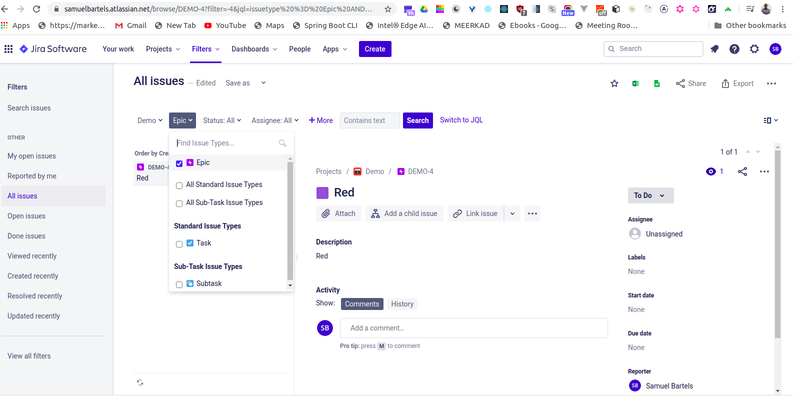 samuelbartels.atlassian.net/browse/DEMO-4?filter=-4&jql=issuetype%20%3D%20Epic%20AND...
Apps https://marke... Gmail New Tab YouTube Maps Spring Boot CLI Intel® Edge AI... MEERKAD Ebooks - Goog... Meeting Roo... Other bookmarks
Jira Software Your work Projects Filters Dashboards People Apps Create Search SB
Filters
Search issues
OTHER
My open issues
Reported by me
All issues
Open issues
Done issues
Viewed recently
Created recently
Resolved recently
Updated recently
View all filters
All issues — Edited Save as
Share Export
Demo Epic Status: All Assignee: All + More Contains text Search Switch to JQL
Order by Cre
DEMO-4
Red
Find Issue Types...
Epic
All Standard Issue Types
All Sub-Task Issue Types
Standard Issue Types
Task
Sub-Task Issue Types
Subtask
1 of 1
Projects / Demo / DEMO-4
1
Red
Attach Add a child issue Link issue
Description
Red
Activity
Show: Comments History
SB Add a comment...
Pro tip: press M to comment
To Do
Assignee
Unassigned
Labels
None
Start date
None
Due date
None
Reporter
SB Samuel Bartels